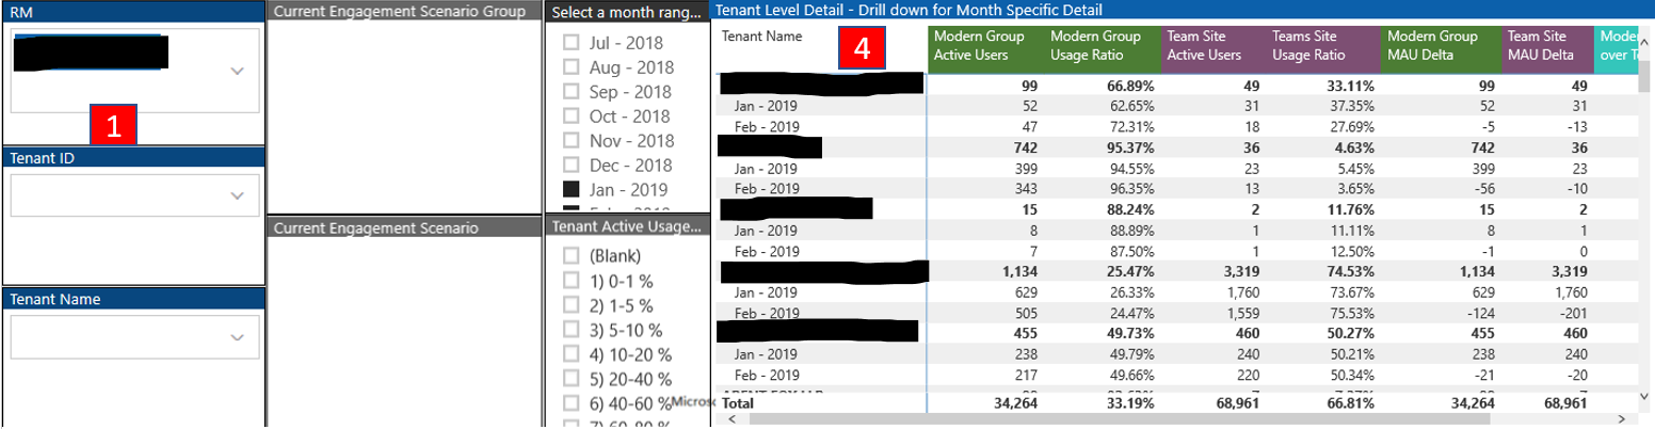 RM
1
Tenant ID
Tenant Name
Current Engagement Scenario Group
Current Engagement Scenario
Select a month rang...
Jul - 2018
Aug - 2018
Sep - 2018
Oct - 2018
Nov - 2018
Dec - 2018
Jan - 2019
Tenant Active Usage...
(Blank)
1) 0-1 %
2) 1-5 %
3) 5-10 %
4) 10-20 %
5) 20-40 %
6) 40-60 %
Tenant Level Detail - Drill down for Month Specific Detail
Tenant Name 4 Modern Group Active Users Modern Group Usage Ratio Team Site Active Users Teams Site Usage Ratio Modern Group MAU Delta Team Site MAU Delta
99 66.89% 49 33.11% 99 49
Jan - 2019 52 62.65% 31 37.35% 52 31
Feb - 2019 47 72.31% 18 27.69% -5 -13
742 95.37% 36 4.63% 742 36
Jan - 2019 399 94.55% 23 5.45% 399 23
Feb - 2019 343 96.35% 13 3.65% -56 -10
15 88.24% 2 11.76% 15 2
Jan - 2019 8 88.89% 1 11.11% 8 1
Feb - 2019 7 87.50% 1 12.50% -1 0
1,134 25.47% 3,319 74.53% 1,134 3,319
Jan - 2019 629 26.33% 1,760 73.67% 629 1,760
Feb - 2019 505 24.47% 1,559 75.53% -124 -201
455 49.73% 460 50.27% 455 460
Jan - 2019 238 49.79% 240 50.21% 238 240
Feb - 2019 217 49.66% 220 50.34% -21 -20
Total 34,264 33.19% 68,961 66.81% 34,264 68,961